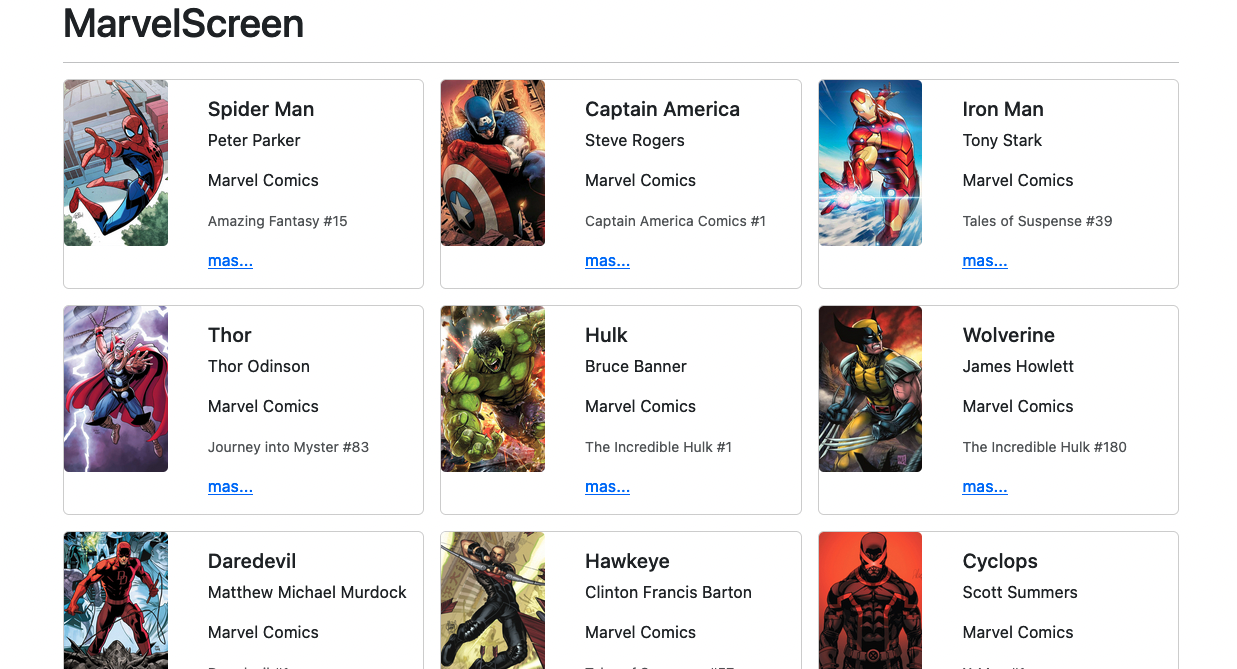 MarvelScreen
Spider Man
Peter Parker
Marvel Comics
Amazing Fantasy #15
mas...
Captain America
Steve Rogers
Marvel Comics
Captain America Comics #1
mas...
Iron Man
Tony Stark
Marvel Comics
Tales of Suspense #39
mas...
Thor
Thor Odinson
Marvel Comics
Journey into Myster #83
mas...
Hulk
Bruce Banner
Marvel Comics
The Incredible Hulk #1
mas...
Wolverine
James Howlett
Marvel Comics
The Incredible Hulk #180
mas...
Daredevil
Matthew Michael Murdock
Marvel Comics
Hawkeye
Clinton Francis Barton
Marvel Comics
Cyclops
Scott Summers
Marvel Comics